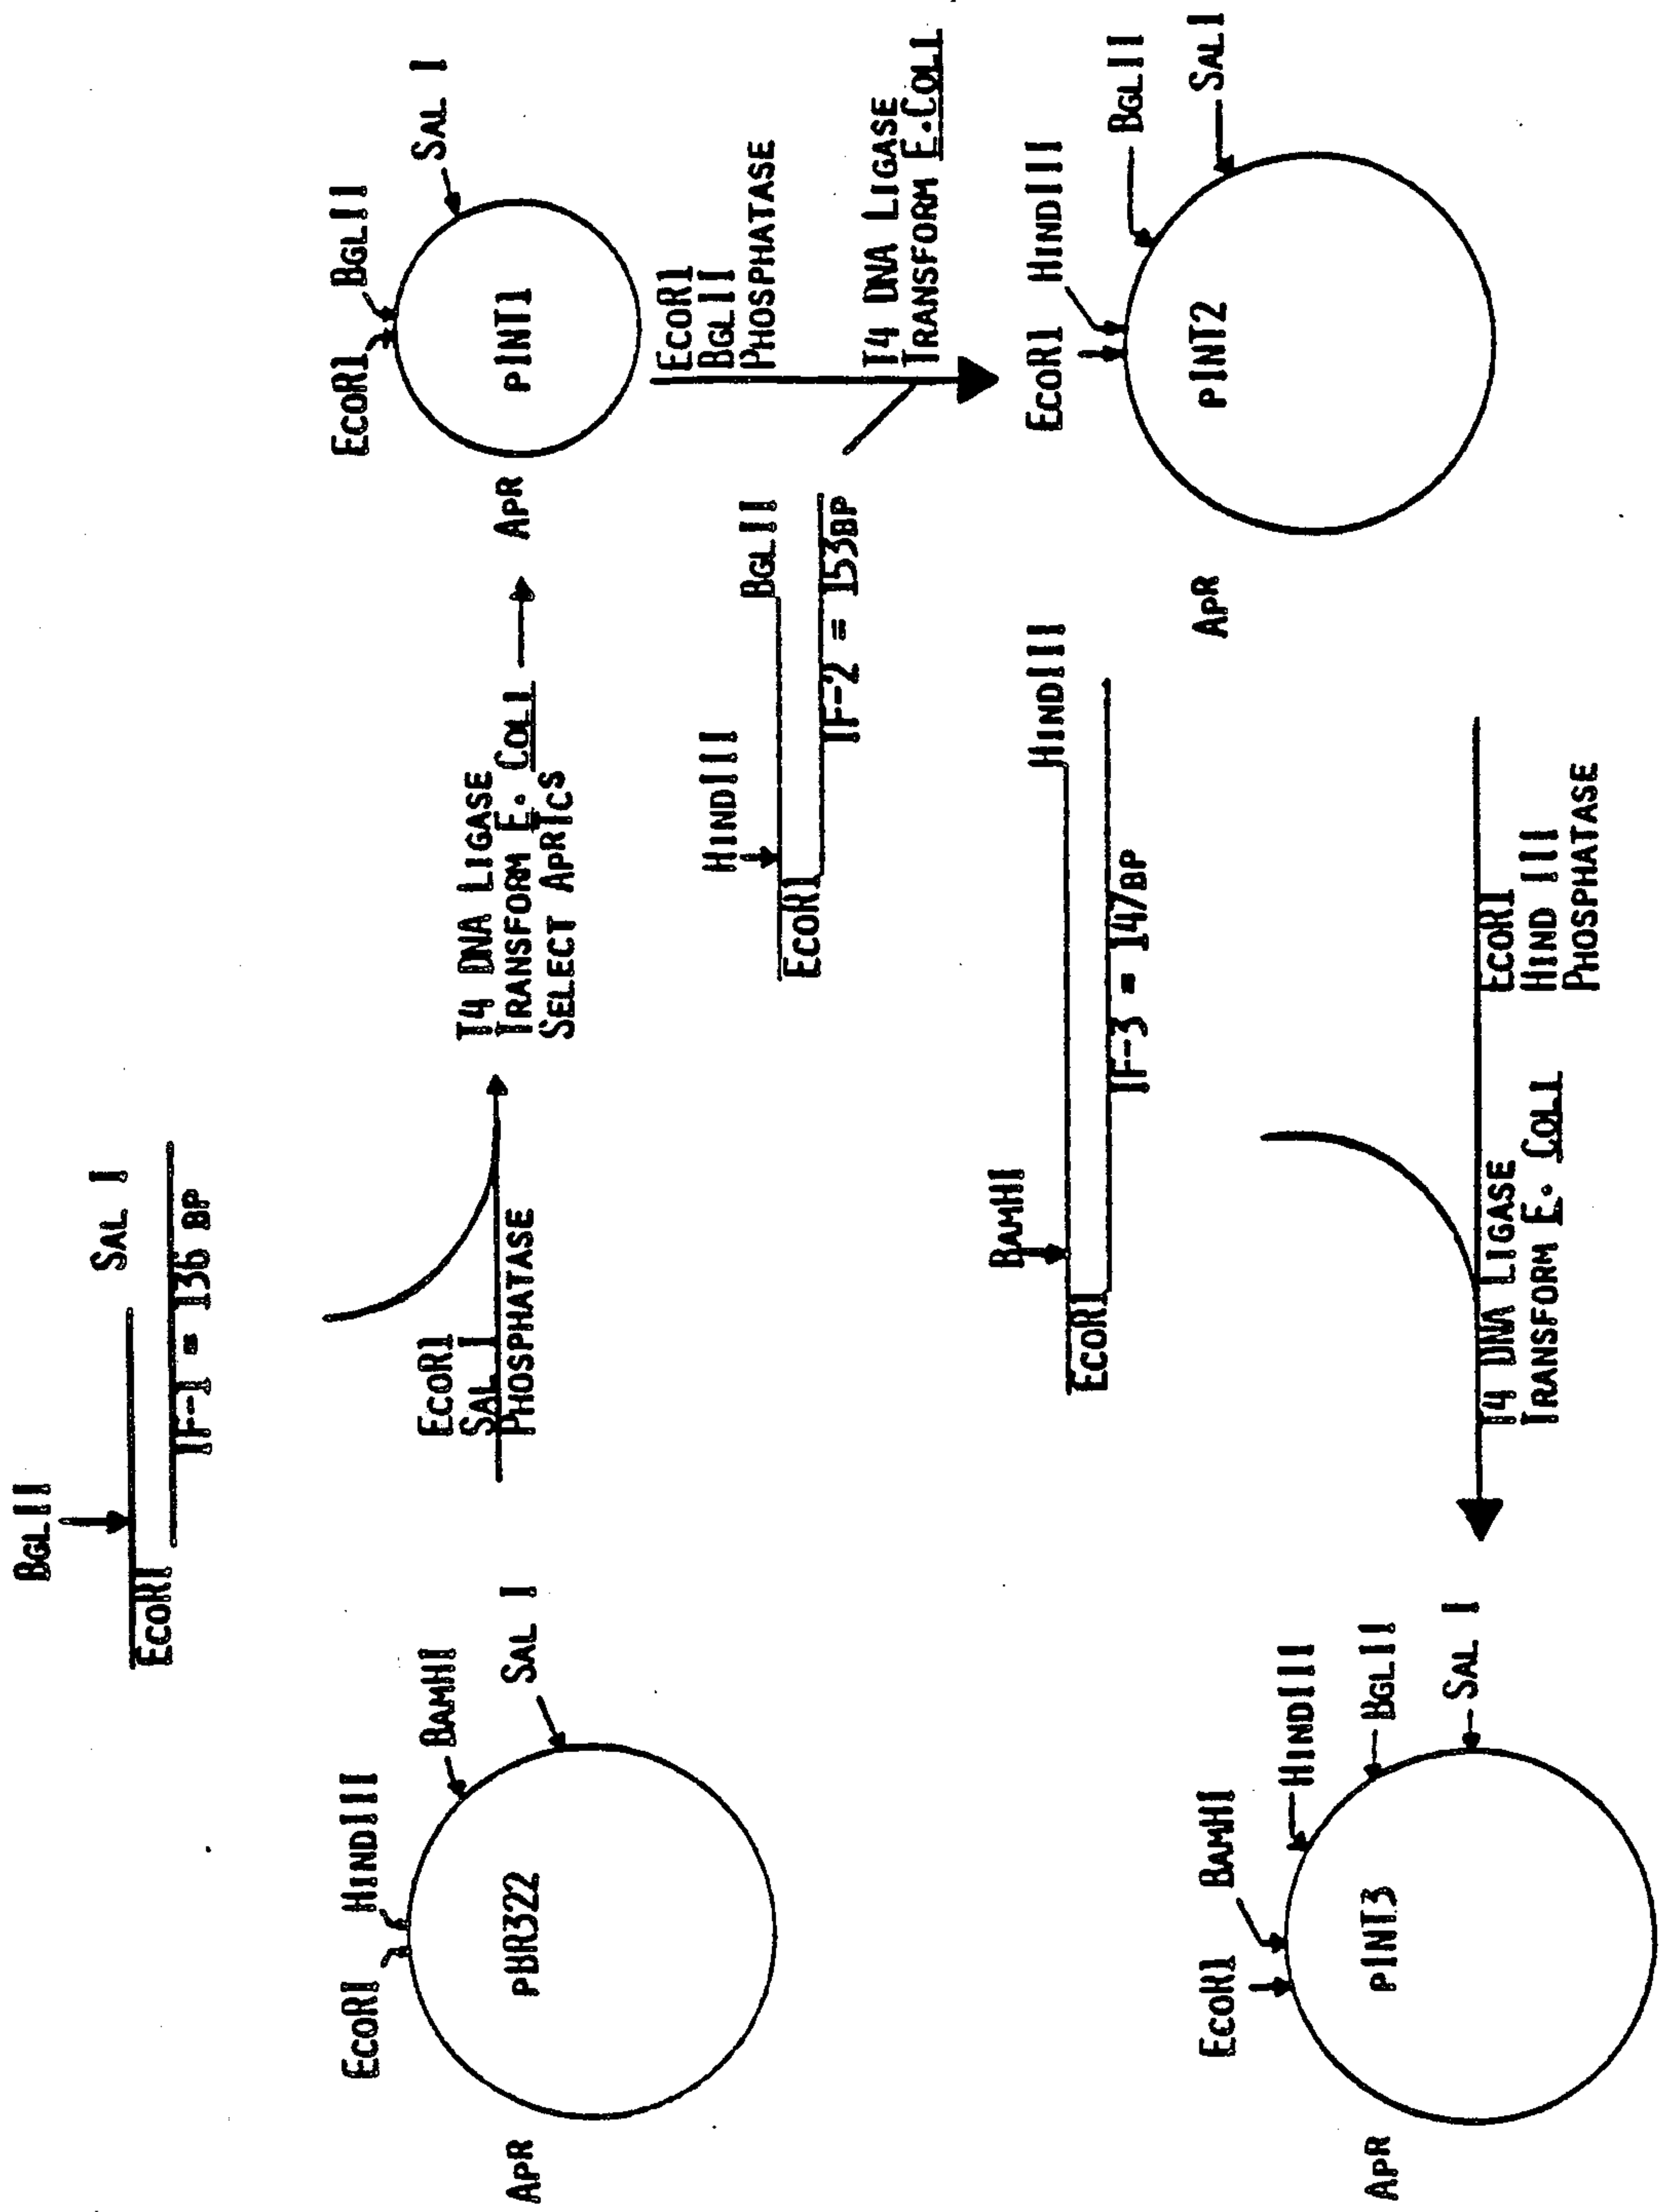 BglII
Sal I
EcoRI
IF-1 = 136 bp
EcoRI
HindIII
BamHI
Sal I
pBR322
ApR
EcoRI
Sal I
Phosphatase
T4 DNA Ligase
Transform E. Coli
Select ApRTcS
ApR
EcoRI
BglII
Sal I
pINT1
EcoRI
BglII
Phosphatase
T4 DNA Ligase
Transform E.Coli
HindIII
BglII
EcoRI
IF-2 = 153bp
EcoRI
HindIII
BglII
SalI
pINT2
ApR
BamHI
HindIII
EcoRI
IF-3 = 147bp
EcoRI
Hind III
Phosphatase
T4 DNA Ligase
Transform E. Coli
EcoRI
BamHI
HindIII
BglII
Sal I
pINT3
ApR